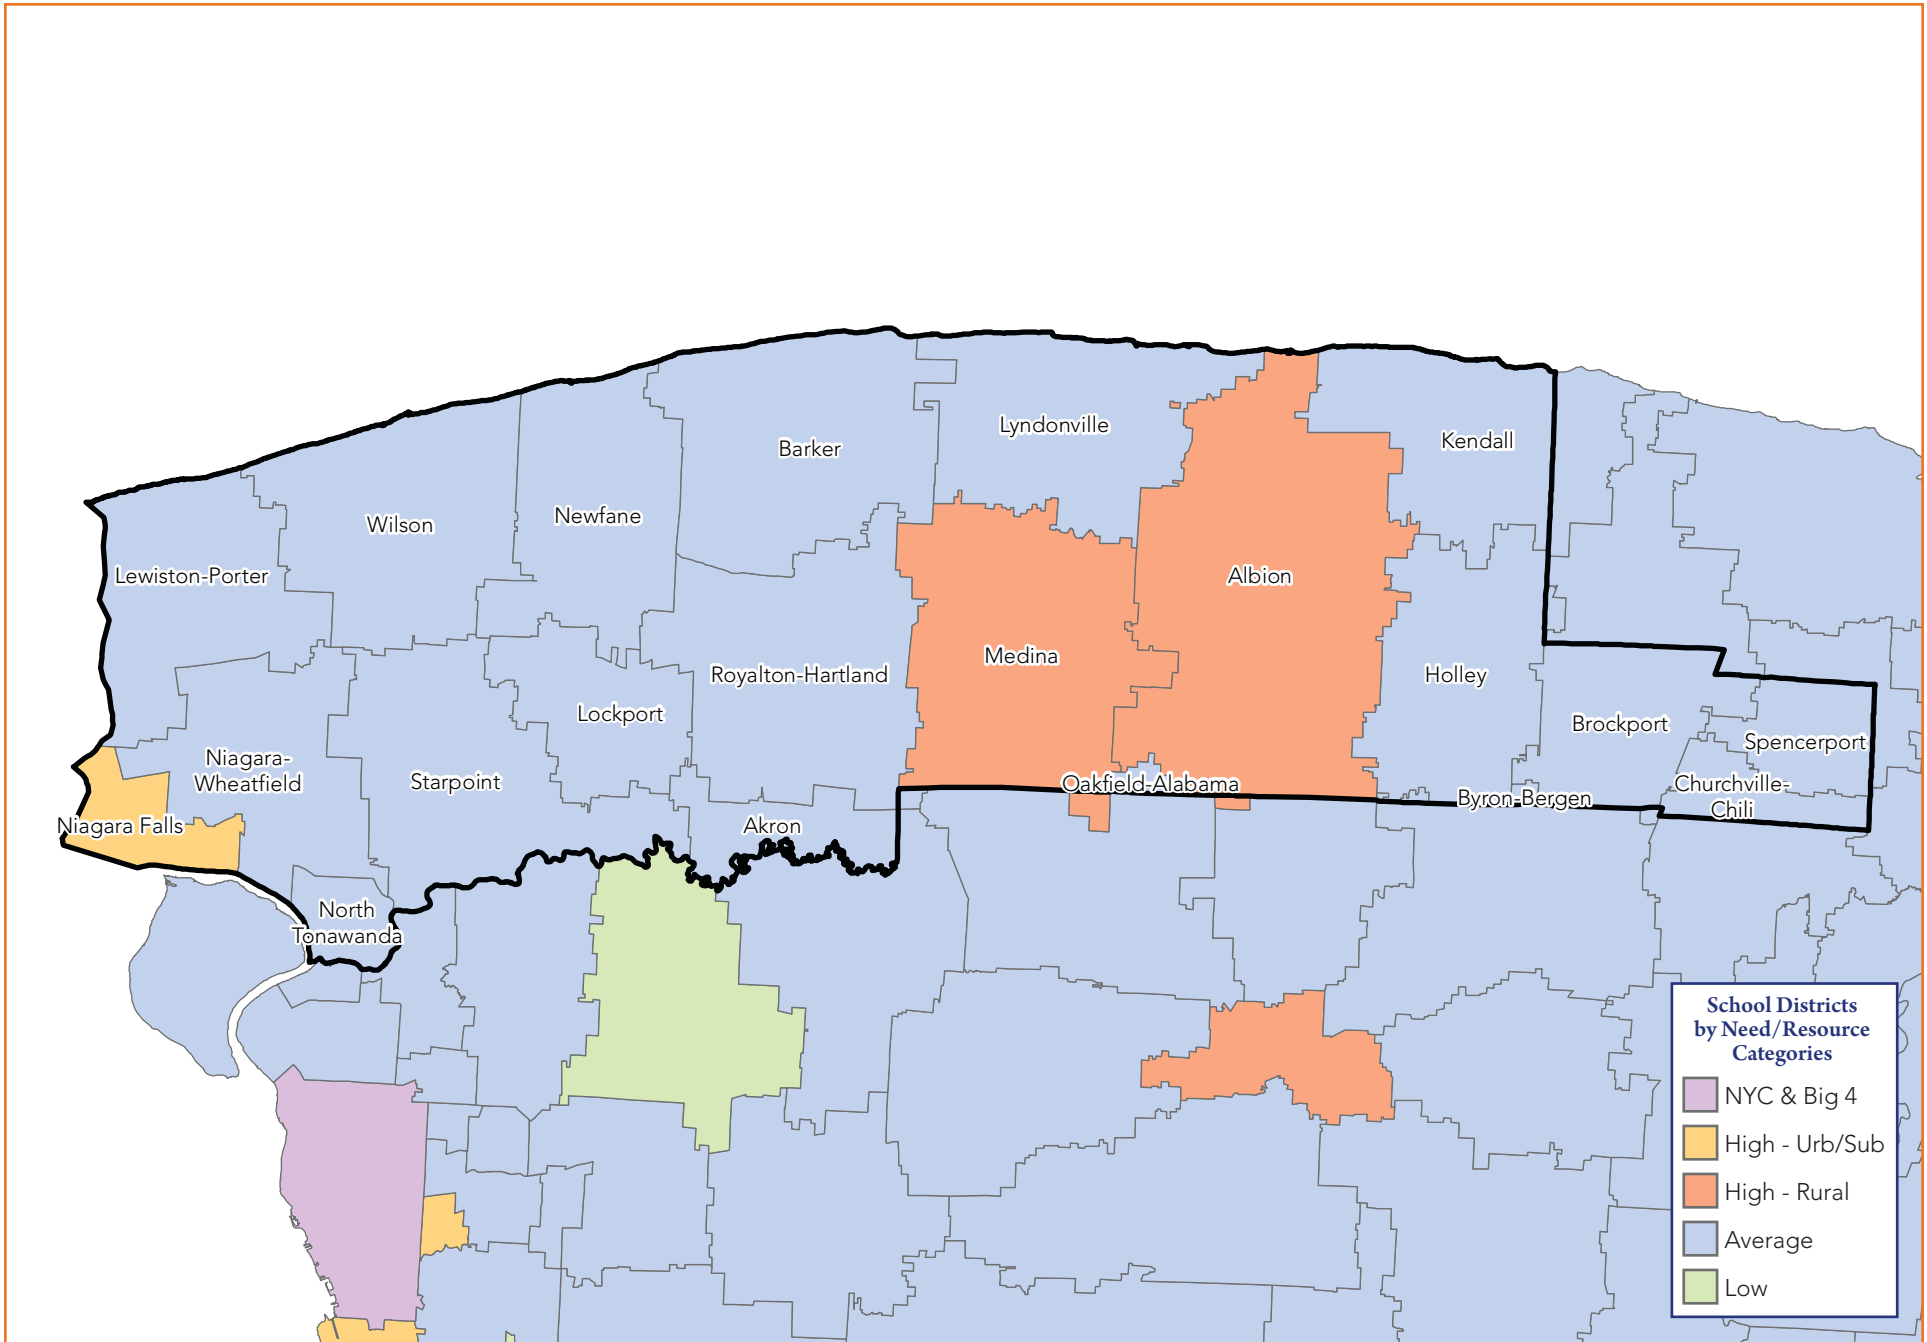 Lyndonville
Kendall
Barker
Newfane
Wilson
Lewiston-Porter
Albion
Medina
Royalton-Hartland
Holley
Lockport
Brockport
Spencerport
Niagara-
Wheatfield
Starpoint
Oakfield-Alabama
Churchville-
Chili
Byron-Bergen
Niagara Falls
Akron
North
Tonawanda
School Districts
by Need/Resource
Categories
NYC & Big 4
High - Urb/Sub
High - Rural
Average
Low